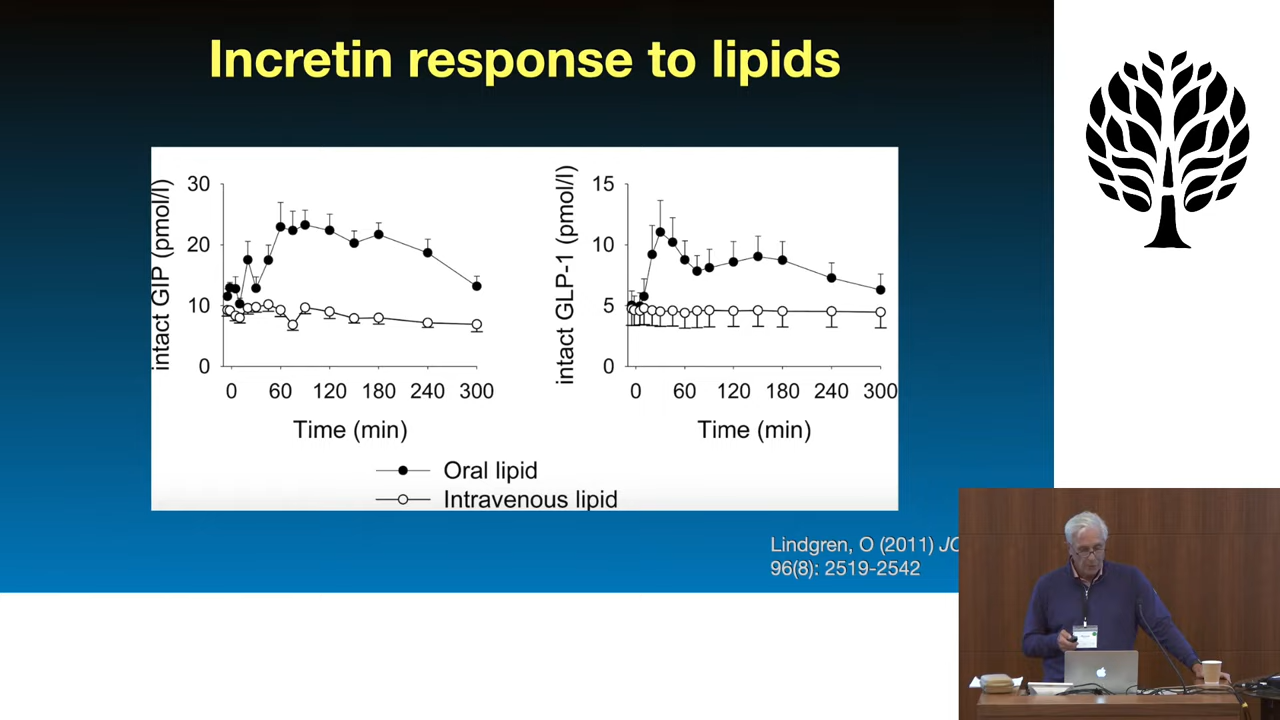 Incretin response to lipids
intact GIP (pmol/l)
30
20
10
0
0 60 120 180 240 300
Time (min)
intact GLP-1 (pmol/l)
15
10
5
0
0 60 120 180 240 300
Time (min)
Oral lipid
Intravenous lipid
Lindgren, O (2011) JC
96(8): 2519-2542